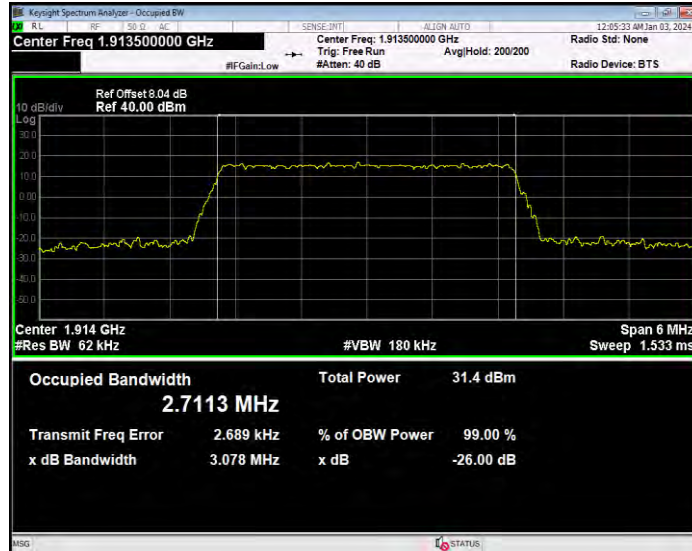 Keysight Spectrum Analyzer - Occupied BW
RL RF 50 Ω AC SENSE:INT ALIGN AUTO 12:05:33 AM Jan 03, 2024
Center Freq 1.913500000 GHz Center Freq: 1.913500000 GHz Radio Std: None
Trig: Free Run Avg|Hold: 200/200
#IFGain:Low #Atten: 40 dB Radio Device: BTS
Ref Offset 8.04 dB
10 dB/div Ref 40.00 dBm
Log
30.0
20.0
10.0
0.00
-10.0
-20.0
-30.0
-40.0
-50.0
Center 1.914 GHz Span 6 MHz
#Res BW 62 kHz #VBW 180 kHz Sweep 1.533 ms
Occupied Bandwidth Total Power 31.4 dBm
2.7113 MHz
Transmit Freq Error 2.689 kHz % of OBW Power 99.00 %
x dB Bandwidth 3.078 MHz x dB -26.00 dB
MSG STATUS